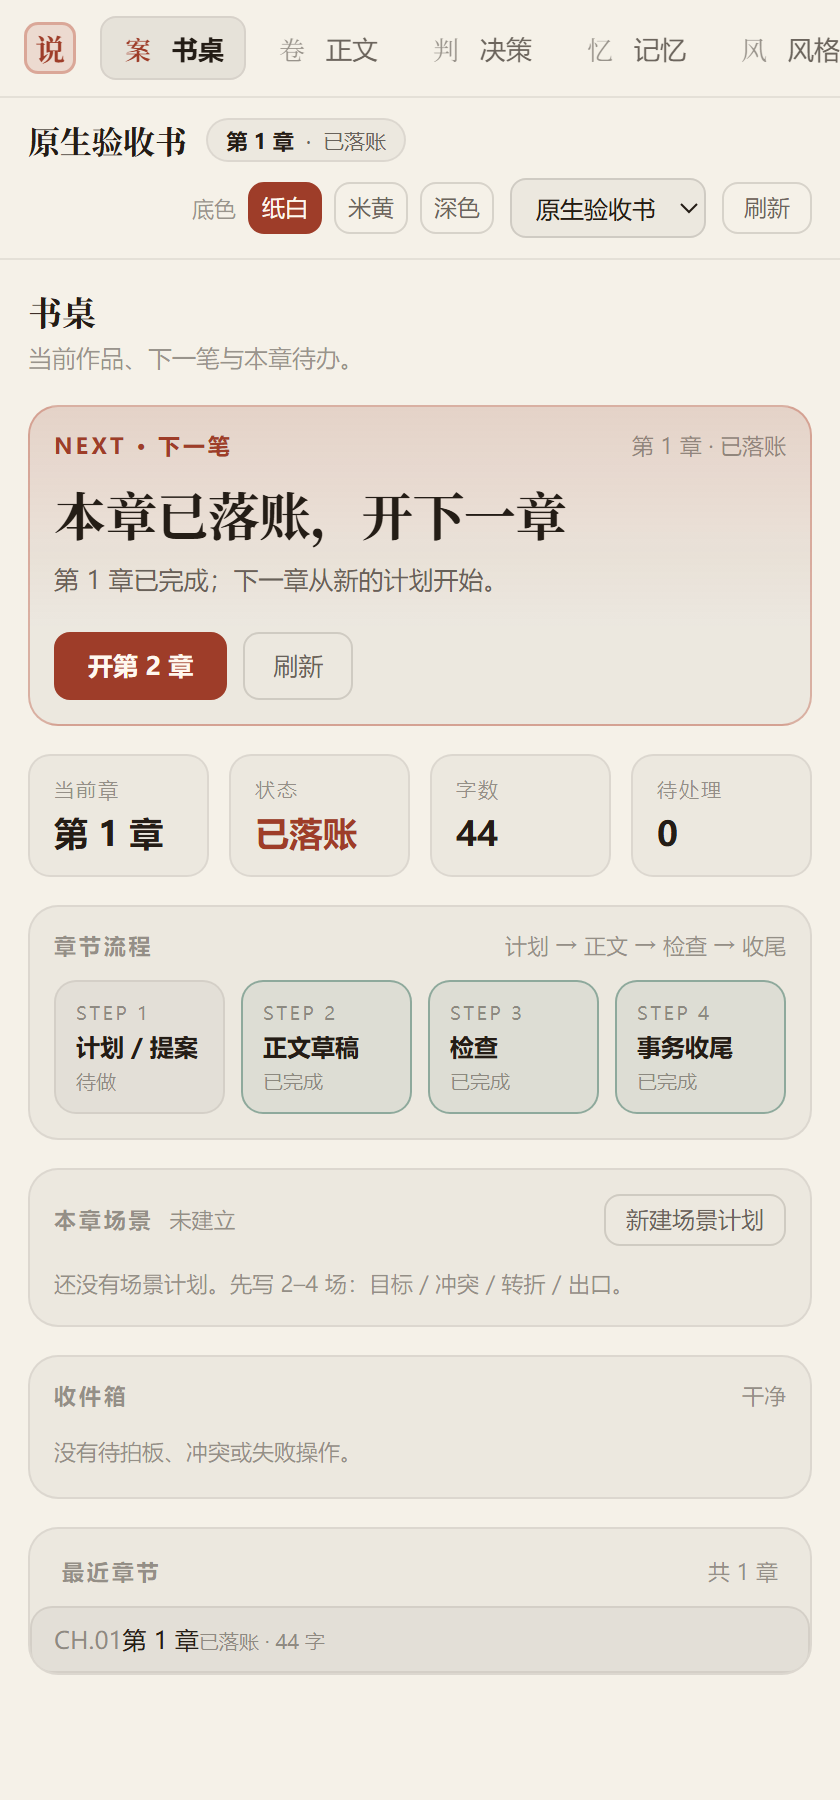 说 案 书桌 卷 正文 判 决策 忆 记忆 风 风格
原生验收书 第 1 章 · 已落账
底色 纸白 米黄 深色 原生验收书 刷新
书桌
当前作品、下一笔与本章待办。
NEXT • 下一笔 第 1 章 · 已落账
本章已落账，开下一章
第 1 章已完成；下一章从新的计划开始。
开第 2 章 刷新
当前章 状态 字数 待处理
第 1 章 已落账 44 0
章节流程 计划 → 正文 → 检查 → 收尾
STEP 1 STEP 2 STEP 3 STEP 4
计划 / 提案 正文草稿 检查 事务收尾
待做 已完成 已完成 已完成
本章场景 未建立 新建场景计划
还没有场景计划。先写 2–4 场：目标 / 冲突 / 转折 / 出口。
收件箱 干净
没有待拍板、冲突或失败操作。
最近章节 共 1 章
CH.01第 1 章已落账 · 44 字